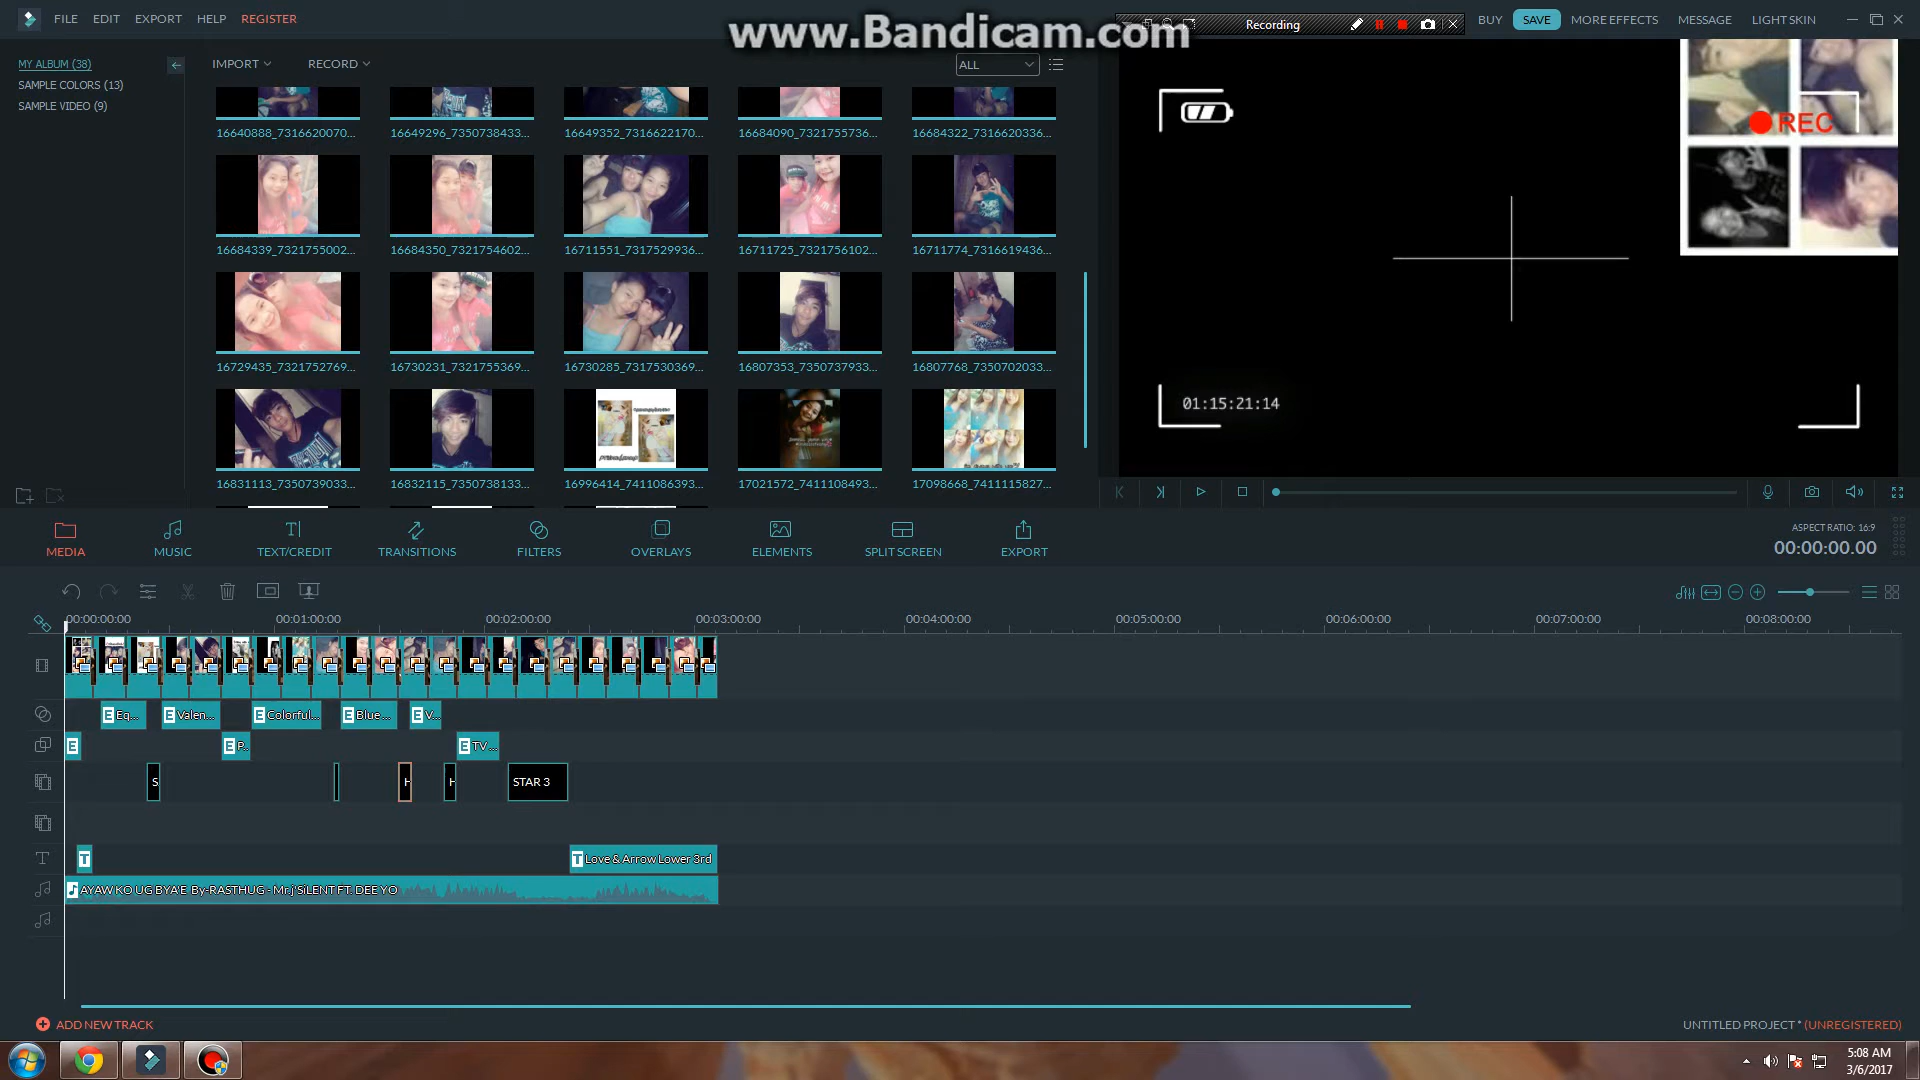 FILE EDIT EXPORT HELP REGISTER
www.Bandicam.com
Recording
BUY SAVE MORE EFFECTS MESSAGE LIGHT SKIN
MY ALBUM (38)
SAMPLE COLORS (13)
SAMPLE VIDEO (9)
IMPORT RECORD ALL
16640888_7316620070... 16649296_7350738433... 16649352_7316622170... 16684090_7321755736... 16684322_7316620336...
16684339_7321755002... 16684350_7321754602... 16711551_7317529936... 16711725_7321756102... 16711774_7316619436...
16729435_7321752769... 16730231_7321755369... 16730285_7317530369... 16807353_7350737933... 16807768_7350702033...
16831113_7350739033... 16832115_7350738133... 16996414_7411086393... 17021572_7411108493... 17098668_7411115827...
REC
01:15:21:14
MEDIA MUSIC TEXT/CREDIT TRANSITIONS FILTERS OVERLAYS ELEMENTS SPLIT SCREEN EXPORT
ASPECT RATIO: 16:9
00:00:00.00
00:00:00:00 00:01:00:00 00:02:00:00 00:03:00:00 00:04:00:00 00:05:00:00 00:06:00:00 00:07:00:00 00:08:00:00
E Eq... E Valen... E Colorful... E Blue... E V...
E E P.. E TV ...
S H H STAR 3
T T Love & Arrow Lower 3rd
AYAW KO UG BYA'E By-RASTHUG - Mr.j'SiLENT FT. DEE YO
ADD NEW TRACK
UNTITLED PROJECT * (UNREGISTERED)
5:08 AM
3/6/2017